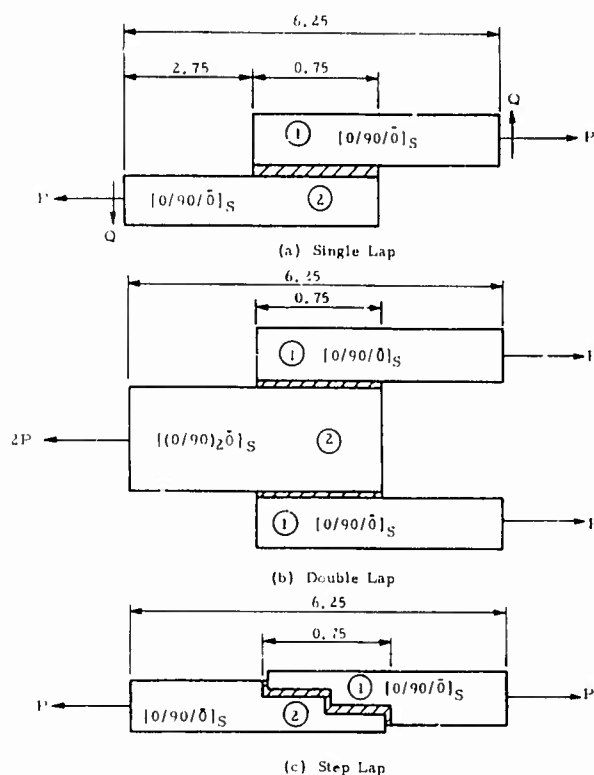 6.25
2.75 0.75
Q
① [0/90/0̄]S P
P [0/90/0̄]S ②
Q
(a) Single Lap
6.25
0.75
① [0/90/0̄]S P
2P [(0/90)₂0̄]S ②
① [0/90/0̄]S P
(b) Double Lap
6.25
0.75
① [0/90/0̄]S P
P [0/90/0̄]S ②
(c) Step Lap